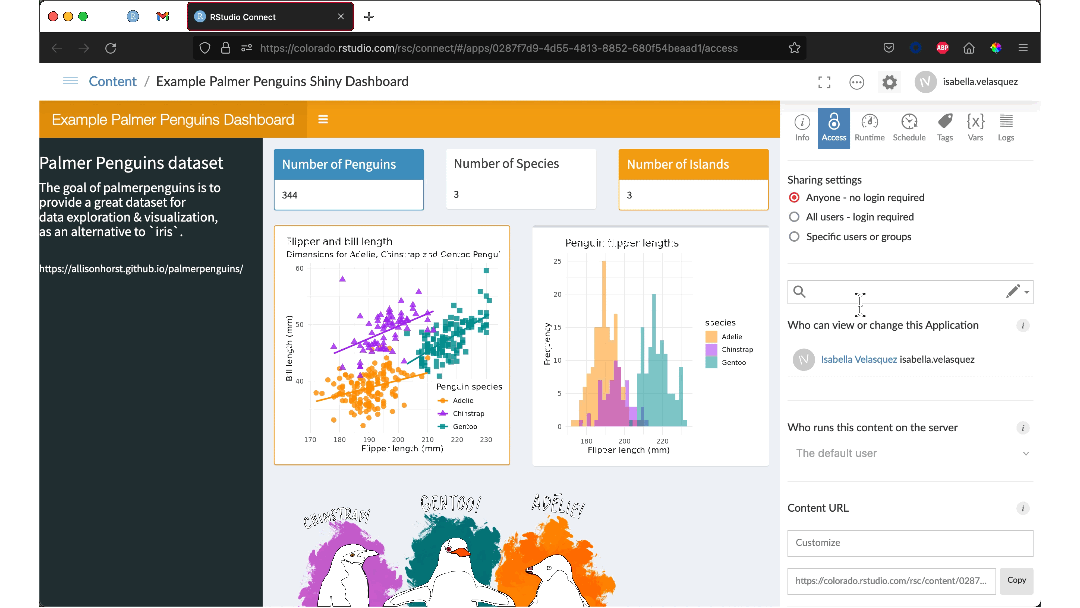 RStudio Connect
https://colorado.rstudio.com/rsc/connect/#/apps/0287f7d9-4d55-4813-8852-680f54beaad1/access
ABP
Content / Example Palmer Penguins Shiny Dashboard
IV isabella.velasquez
Example Palmer Penguins Dashboard
Palmer Penguins dataset
The goal of palmerpenguins is to
provide a great dataset for
data exploration & visualization,
as an alternative to `iris`.
https://allisonhorst.github.io/palmerpenguins/
Number of Penguins
344
Number of Species
3
Number of Islands
3
Flipper and bill length
Dimensions for Adelie, Chinstrap and Gentoo Pengu
60
50
40
Bill length (mm)
Penguin species
Adelie
Chinstrap
Gentoo
170 180 190 200 210 220 230
Flipper length (mm)
Penguin flipper lengths
25
20
15
10
5
0
Frequency
species
Adelie
Chinstrap
Gentoo
180 200 220
Flipper length (mm)
CHINSTRAP!
GENTOO!
ADÉLIE!
Info Access Runtime Schedule Tags Vars Logs
Sharing settings
Anyone - no login required
All users - login required
Specific users or groups
Who can view or change this Application
IV Isabella Velasquez isabella.velasquez
Who runs this content on the server
The default user
Content URL
Customize
https://colorado.rstudio.com/rsc/content/0287...
Copy